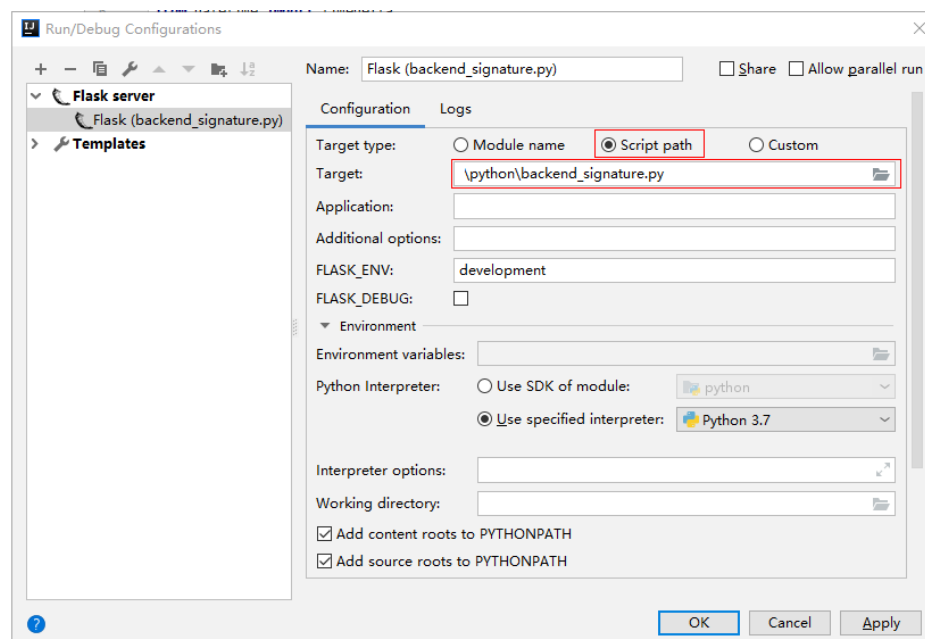 Run/Debug Configurations
Name: Flask (backend_signature.py) Share Allow parallel run
Flask server
Flask (backend_signature.py)
Templates
Configuration Logs
Target type: Module name Script path Custom
Target: \python\backend_signature.py
Application:
Additional options:
FLASK_ENV: development
FLASK_DEBUG:
Environment
Environment variables:
Python Interpreter: Use SDK of module: python
Use specified interpreter: Python 3.7
Interpreter options:
Working directory:
Add content roots to PYTHONPATH
Add source roots to PYTHONPATH
? OK Cancel Apply